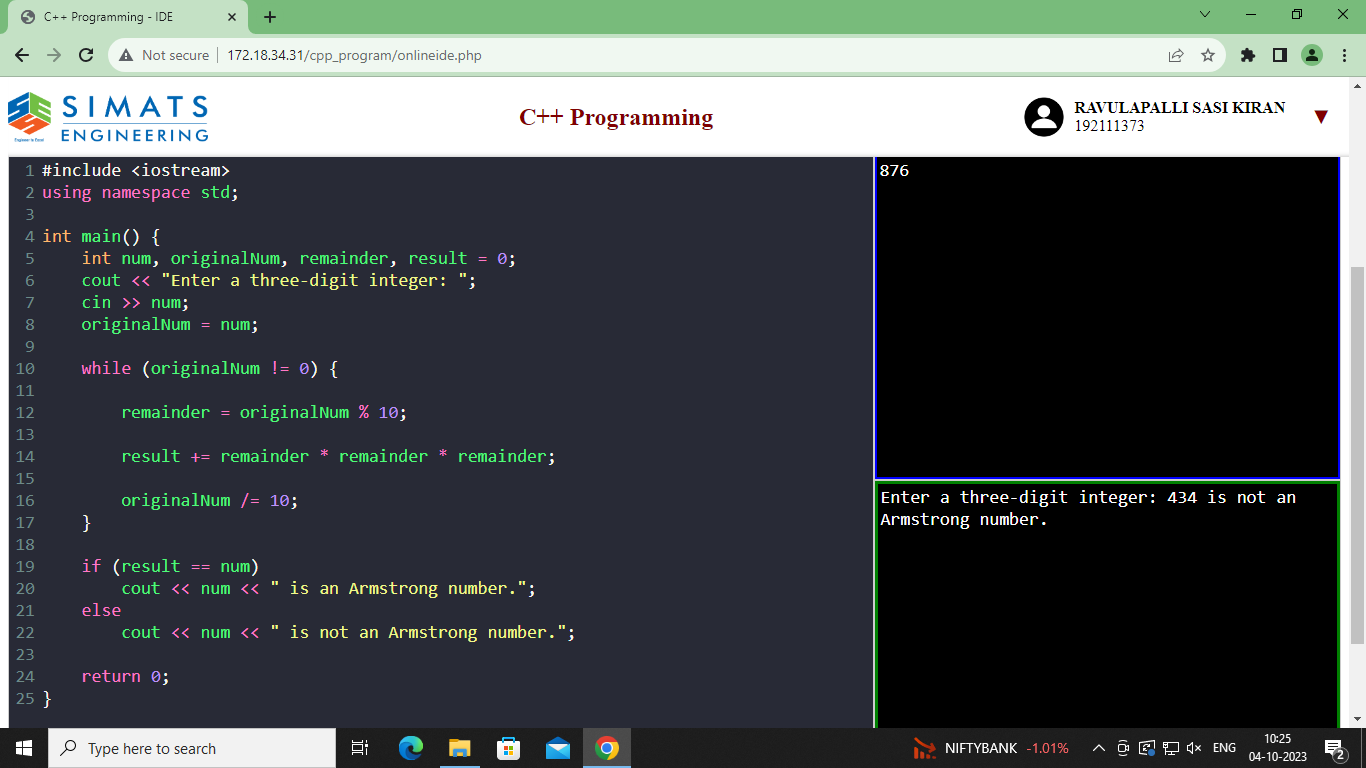 C++ Programming - IDE
Not secure
172.18.34.31/cpp_program/onlineide.php
SIMATS
ENGINEERING
Engineer to Excel
C++ Programming
RAVULAPALLI SASI KIRAN
192111373
1 #include <iostream>
2 using namespace std;
3
4 int main() {
5     int num, originalNum, remainder, result = 0;
6     cout << "Enter a three-digit integer: ";
7     cin >> num;
8     originalNum = num;
9
10     while (originalNum != 0) {
11
12         remainder = originalNum % 10;
13
14         result += remainder * remainder * remainder;
15
16         originalNum /= 10;
17     }
18
19     if (result == num)
20         cout << num << " is an Armstrong number.";
21     else
22         cout << num << " is not an Armstrong number.";
23
24     return 0;
25 }
876
Enter a three-digit integer: 434 is not an
Armstrong number.
Type here to search
NIFTYBANK -1.01%
ENG
10:25
04-10-2023
2